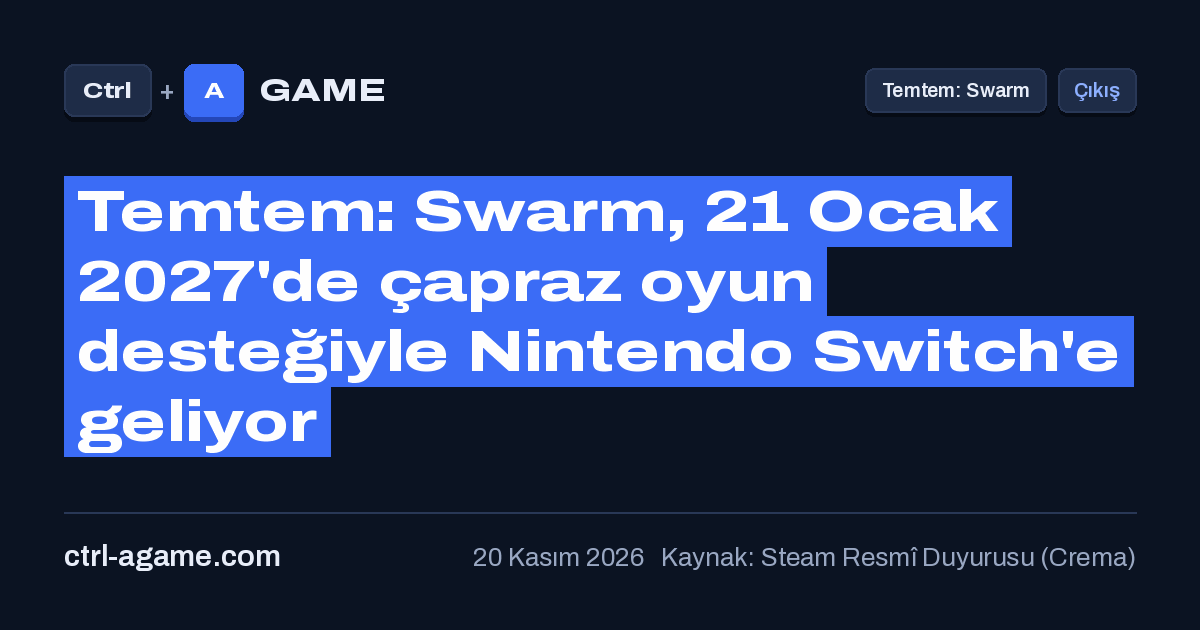 Ctrl + A GAME
Temtem: Swarm Çıkış
Temtem: Swarm, 21 Ocak
2027'de çapraz oyun
desteğiyle Nintendo Switch'e
geliyor
ctrl-agame.com
20 Kasım 2026 Kaynak: Steam Resmî Duyurusu (Crema)